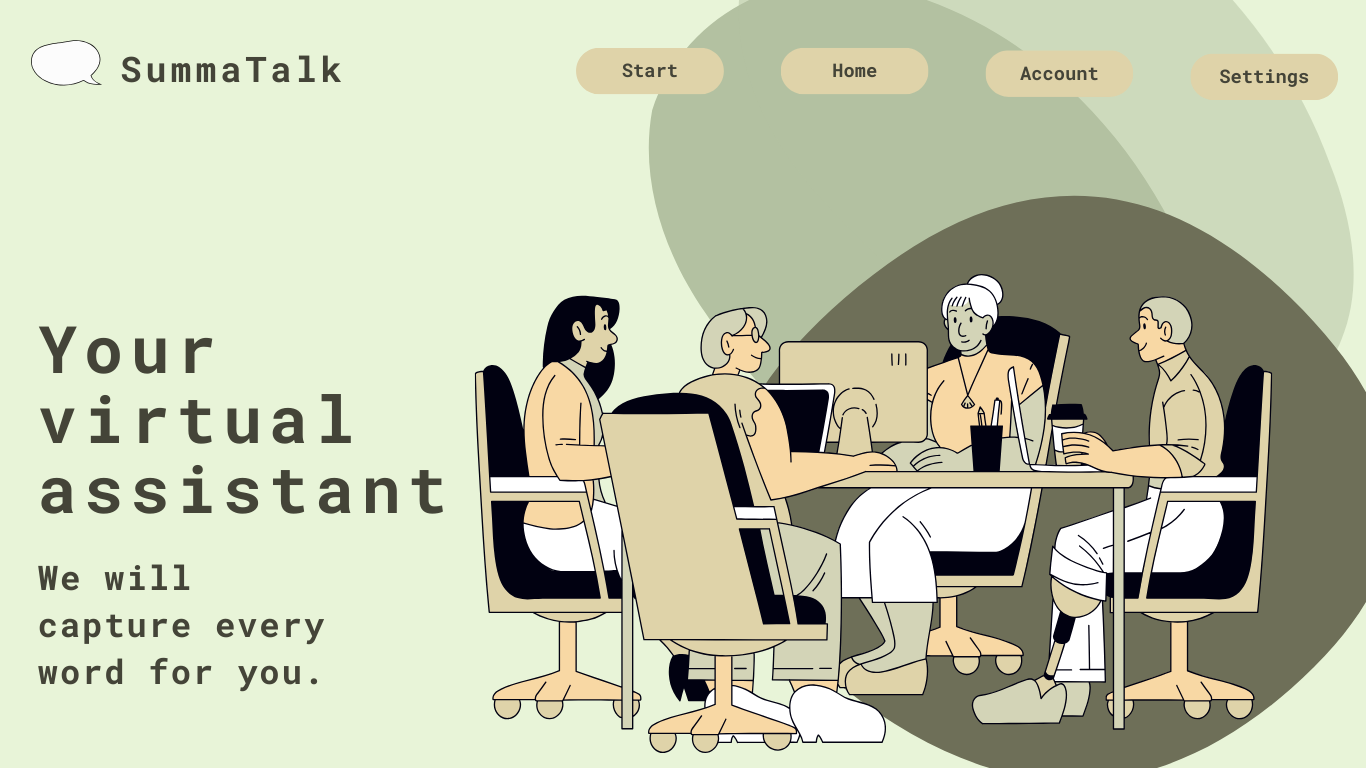 SummaTalk
Start
Home
Account
Settings
Your
virtual
assistant
We will
capture every
word for you.